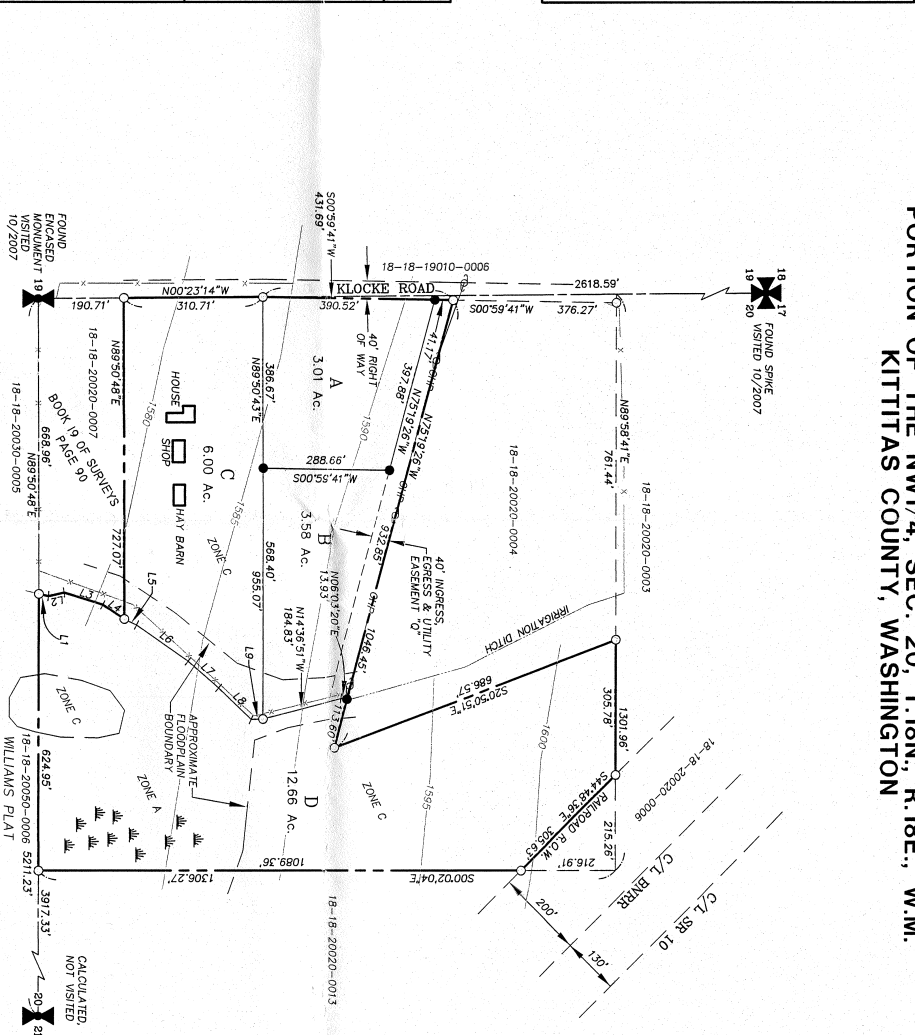 PORTION OF THE NW1/4, SEC. 20, T.18N., R.18E., W.M.
KITTITAS COUNTY, WASHINGTON
18
17
19
20
FOUND SPIKE
VISITED 10/2007
2618.59'
S00°59'41"W
376.27'
N89°58'41"E
761.44'
18-18-20020-0003
18-18-20020-0004
18-18-19010-0006
S00°59'41"W
431.69'
KLOCKE ROAD
390.52'
40' RIGHT
OF WAY
41.17'
397.88'
N75°19'26"W
N75°19'26"W
932.85'
1046.45'
113.60'
40' INGRESS,
EGRESS & UTILITY
EASEMENT "Q"
IRRIGATION DITCH
S20°50'51"E
686.57'
1301.96'
305.78'
215.26'
216.91'
18-18-20020-0006
S44°48'36"E
305.63'
RAILROAD R.O.W.
C/L BNRR
C/L SR 10
200'
130'
1600
1595
1590
1585
1580
A
3.01 Ac.
B
3.58 Ac.
C
6.00 Ac.
D
12.66 Ac.
288.66'
S00°59'41"W
N06°03'20"E
13.93'
N14°36'51"W
184.83'
386.67'
N89°50'43"E
568.40'
955.07'
N00°23'14"W
310.71'
190.71'
HOUSE
SHOP
HAY BARN
ZONE C
ZONE C
ZONE C
ZONE A
APPROXIMATE
FLOODPLAIN
BOUNDARY
L1
L2
L3
L4
L5
L6
L7
L8
L9
N89°50'48"E
727.07'
18-18-20020-0007
BOOK 19 OF SURVEYS
PAGE 90
668.96'
N89°50'48"E
18-18-20030-0005
624.95'
18-18-20050-0006
WILLIAMS PLAT
5211.23'
3917.33'
1089.36'
1306.27'
S00°02'04"E
18-18-20020-0013
FOUND
ENCASED
MONUMENT
VISITED
10/2007
19
CALCULATED,
NOT VISITED
20
21